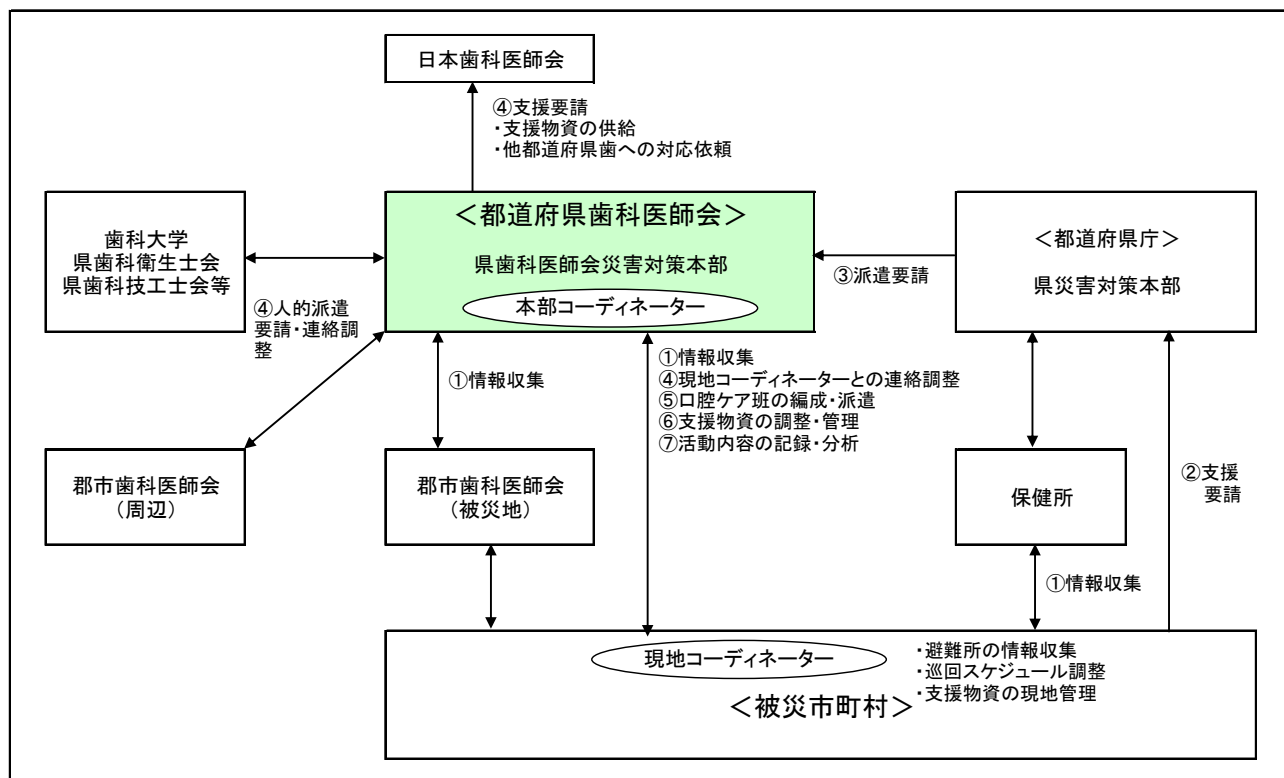 日本歯科医師会
④支援要請
・支援物資の供給
・他都道府県歯への対応依頼
歯科大学
県歯科衛生士会
県歯科技工士会等
＜都道府県歯科医師会＞
県歯科医師会災害対策本部
本部コーディネーター
③派遣要請
＜都道府県庁＞
県災害対策本部
④人的派遣
要請・連絡調
整
①情報収集
①情報収集
④現地コーディネーターとの連絡調整
⑤口腔ケア班の編成・派遣
⑥支援物資の調整・管理
⑦活動内容の記録・分析
②支援
要請
郡市歯科医師会
（周辺）
郡市歯科医師会
（被災地）
保健所
①情報収集
現地コーディネーター
・避難所の情報収集
・巡回スケジュール調整
・支援物資の現地管理
＜被災市町村＞